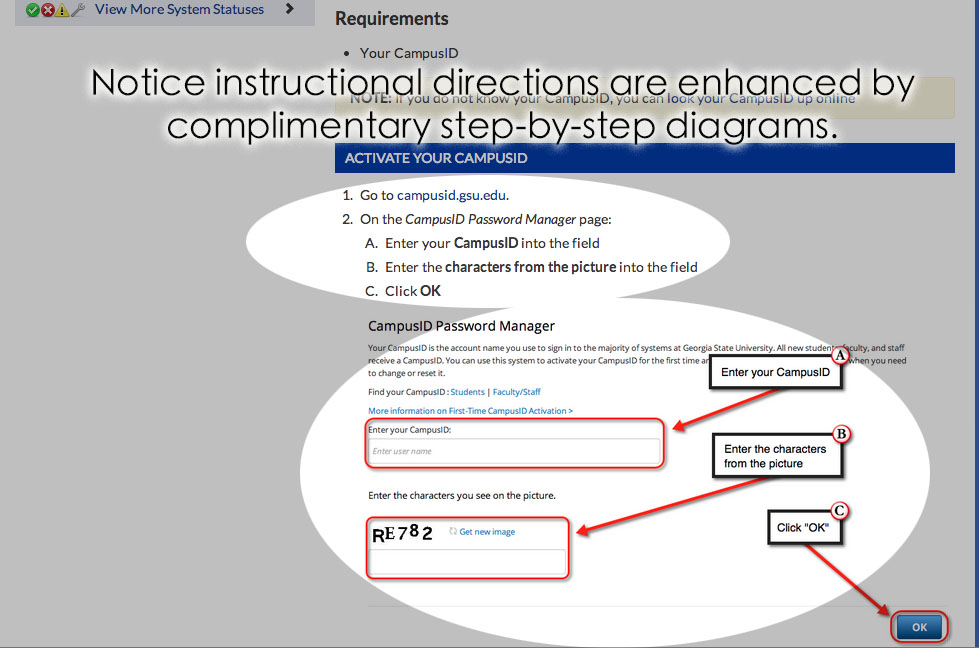 View More System Statuses
Requirements
• Your CampusID
Notice instructional directions are enhanced by
NOTE: If you do not know your CampusID, you can look your CampusID up online
complimentary step-by-step diagrams.
ACTIVATE YOUR CAMPUSID
1. Go to campusid.gsu.edu.
2. On the CampusID Password Manager page:
A. Enter your CampusID into the field
B. Enter the characters from the picture into the field
C. Click OK
CampusID Password Manager
Your CampusID is the account name you use to sign in to the majority of systems at Georgia State University. All new student, faculty, and staff
receive a CampusID. You can use this system to activate your CampusID for the first time when you need
to change or reset it.
A
Enter your CampusID
Find your CampusID : Students | Faculty/Staff
More information on First-Time CampusID Activation >
Enter your CampusID:
Enter user name
B
Enter the characters
from the picture
Enter the characters you see on the picture.
RE782
Get new image
C
Click "OK"
OK